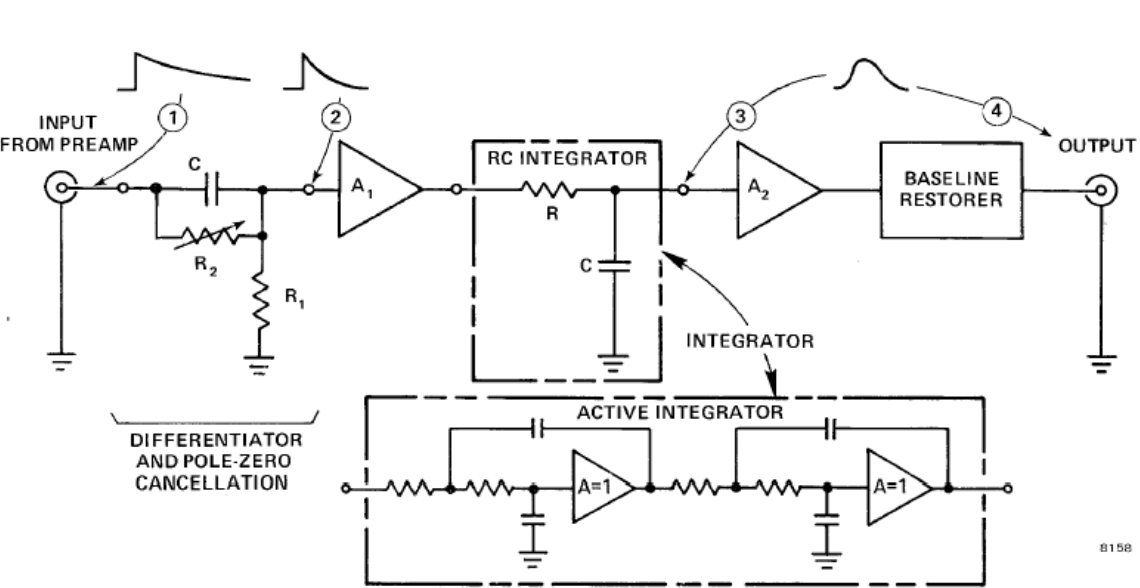 1
2
3
4
INPUT
FROM PREAMP
OUTPUT
C
R2
R1
A1
RC INTEGRATOR
R
C
A2
BASELINE
RESTORER
INTEGRATOR
DIFFERENTIATOR
AND POLE-ZERO
CANCELLATION
ACTIVE INTEGRATOR
A=1
A=1
8158